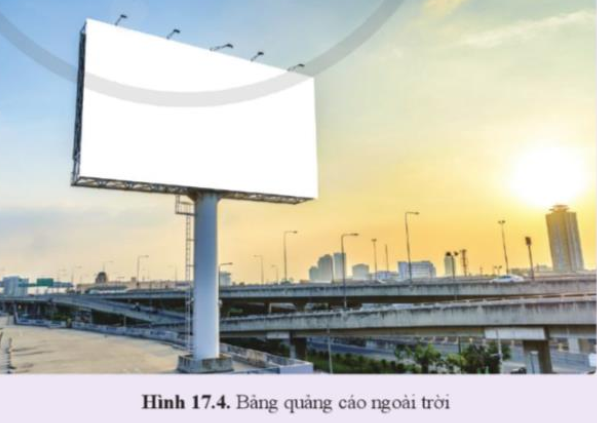 Hình 17.4. Bảng quảng cáo ngoài trời